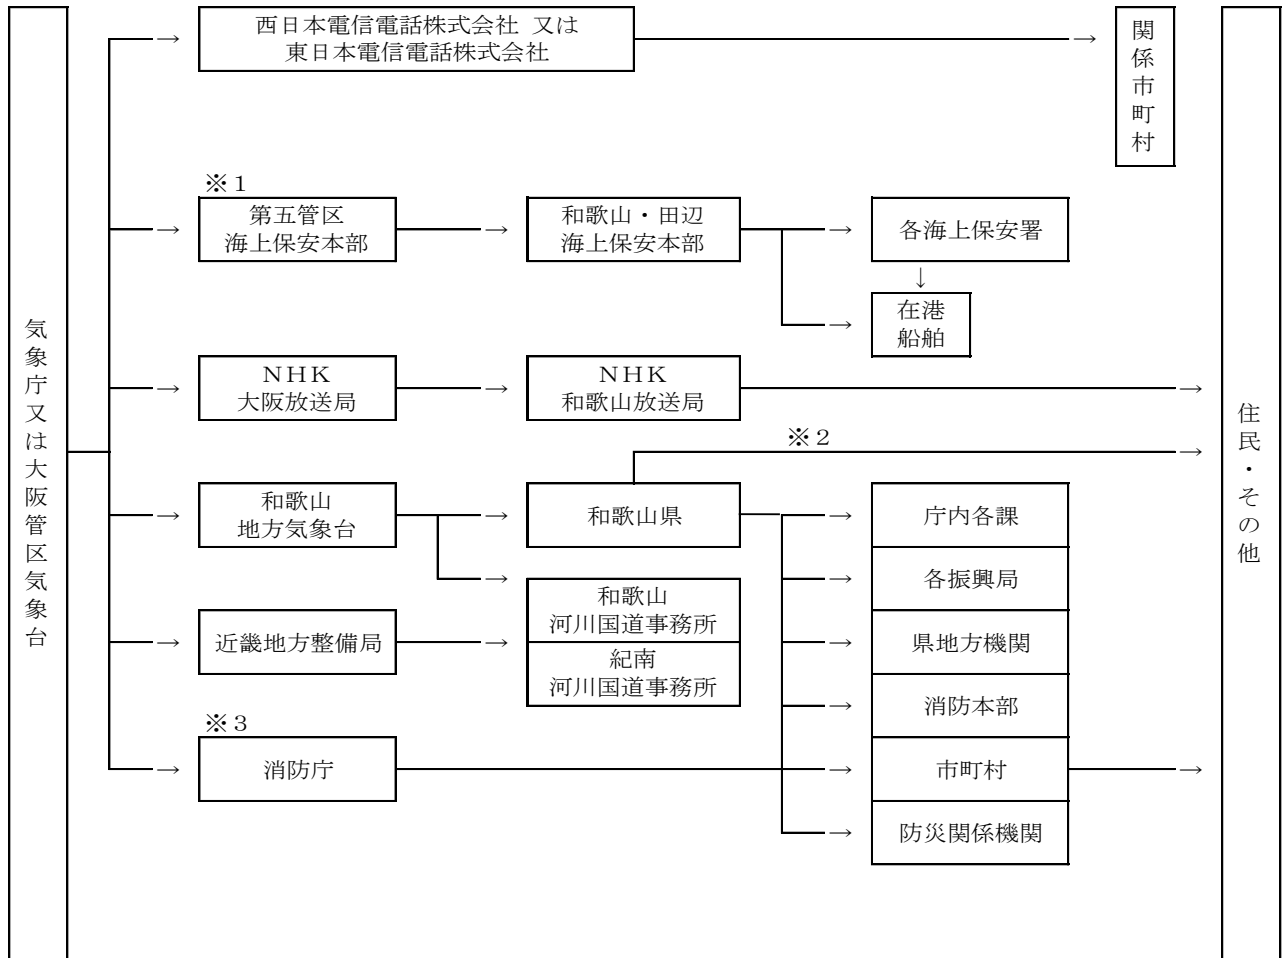 気象庁又は大阪管区気象台
西日本電信電話株式会社 又は
東日本電信電話株式会社
関係市町村
※1
第五管区
海上保安本部
和歌山・田辺
海上保安本部
各海上保安署
↓
在港
船舶
NHK
大阪放送局
NHK
和歌山放送局
※2
和歌山
地方気象台
和歌山県
庁内各課
各振興局
和歌山
河川国道事務所
近畿地方整備局
紀南
河川国道事務所
県地方機関
消防本部
※3
消防庁
市町村
防災関係機関
住民・その他